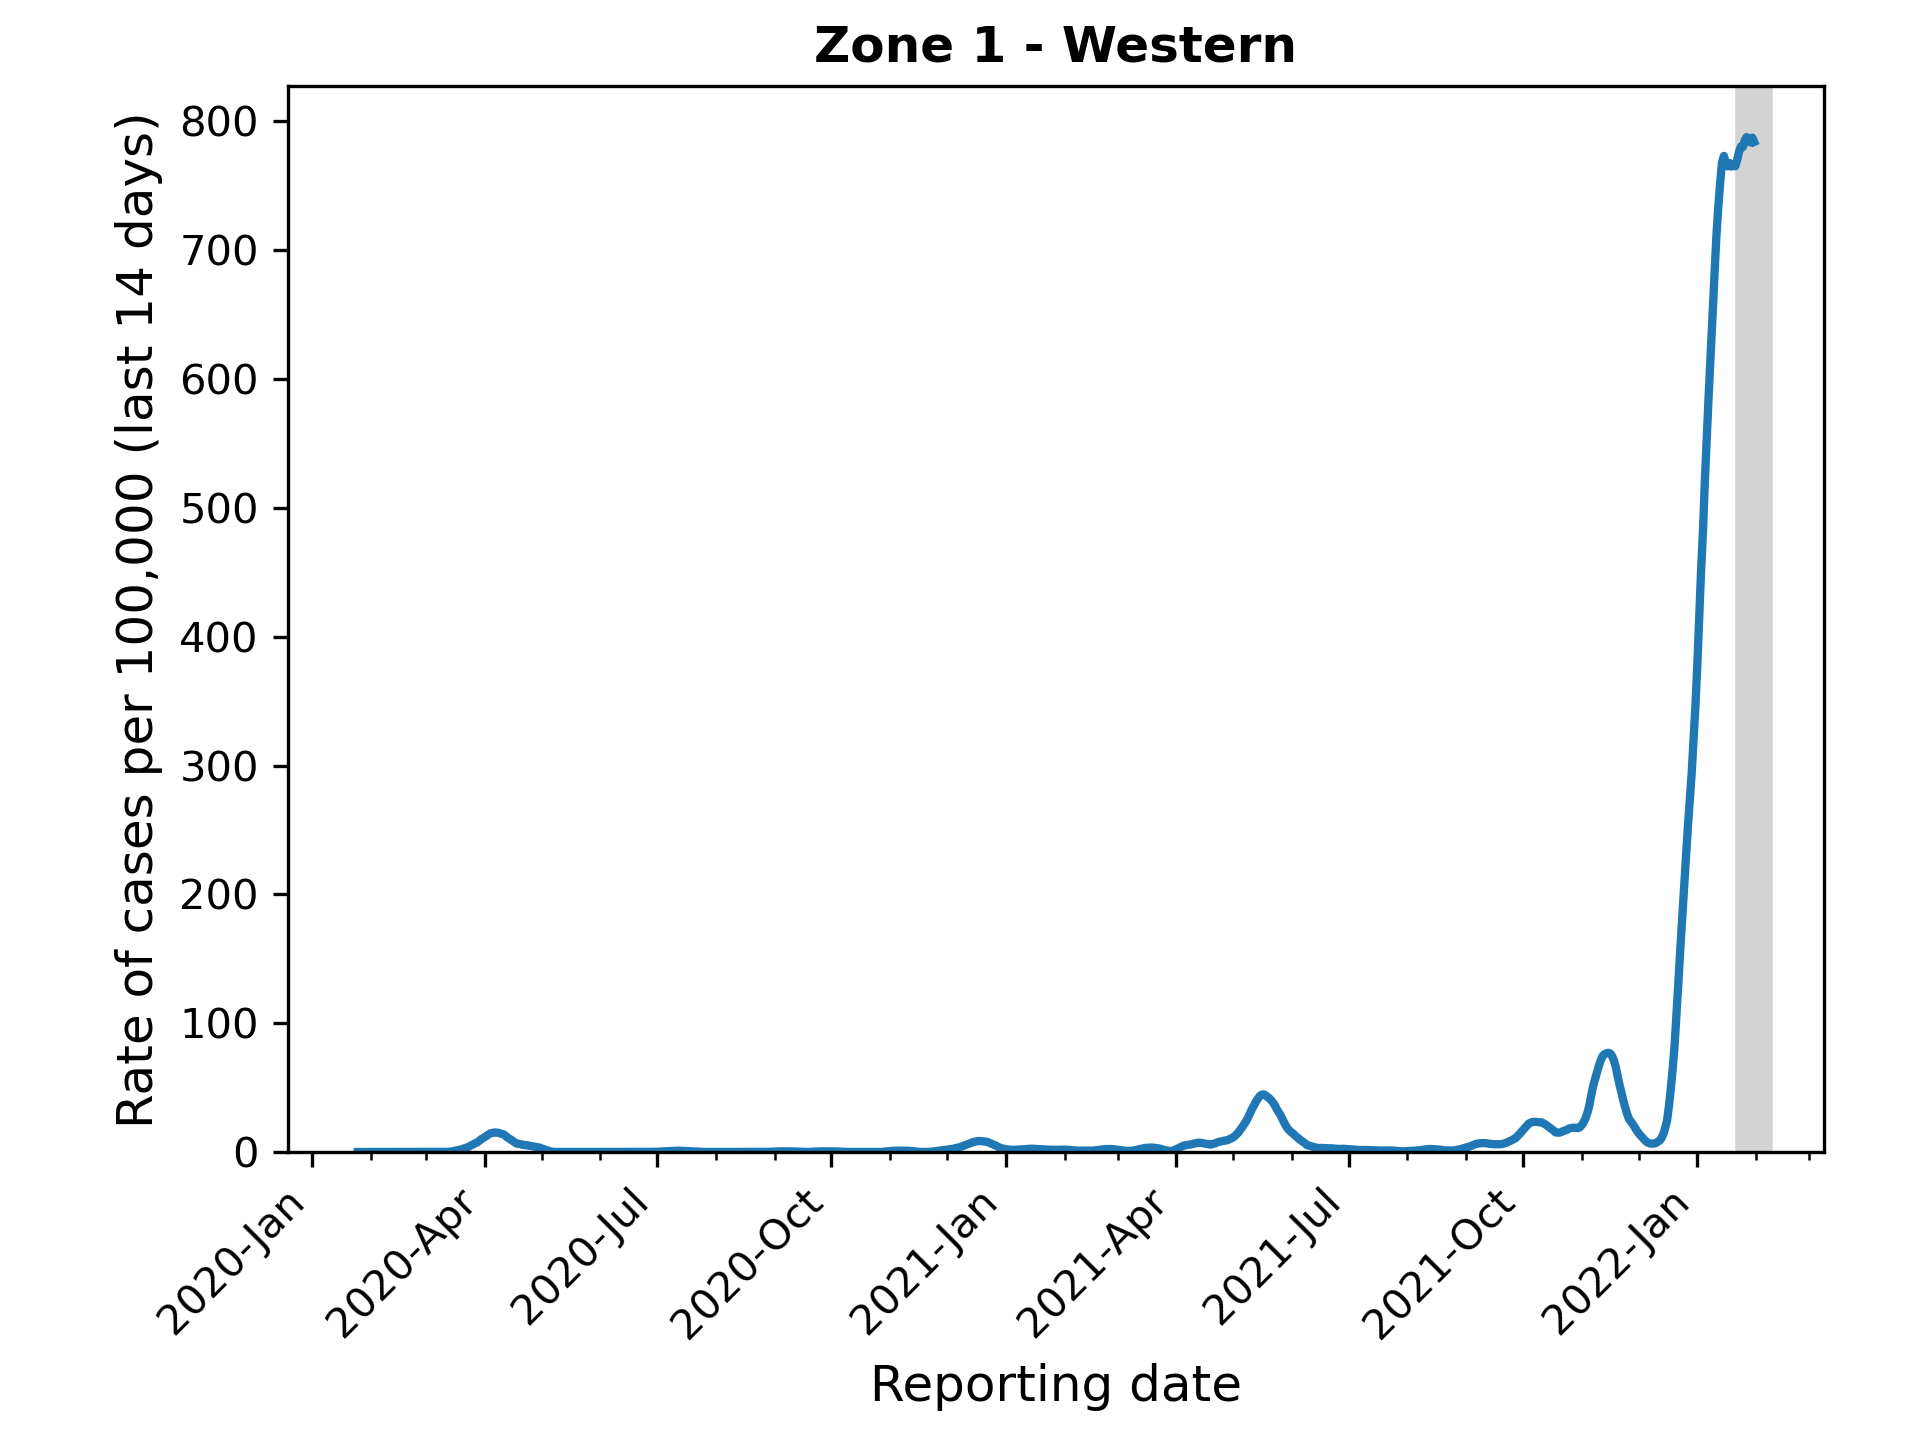 Zone 1 - Western
Rate of cases per 100,000 (last 14 days)
800
700
600
500
400
300
200
100
0
2020-Jan
2020-Apr
2020-Jul
2020-Oct
2021-Jan
2021-Apr
2021-Jul
2021-Oct
2022-Jan
Reporting date